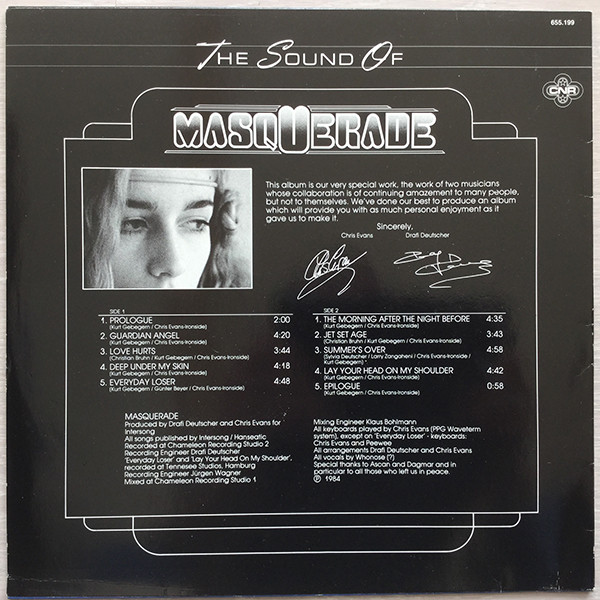 655.199
THE SOUND OF
CNR
MASQUERADE
This album is our very special work, the work of two musicians
whose collaboration is of continuing amazement to many people,
but not to themselves. We've done our best to produce an album
which will provide you with as much personal enjoyment as it
gave us to make it.
Sincerely,
Chris Evans Drafi Deutscher
SIDE 1
1. PROLOGUE 2:00
(Kurt Gebegern / Chris Evans-Ironside)
2. GUARDIAN ANGEL 4:20
(Kurt Gebegern / Chris Evans-Ironside)
3. LOVE HURTS 3:44
(Christian Bruhn / Kurt Gebegern / Chris Evans-Ironside)
4. DEEP UNDER MY SKIN 4:18
(Kurt Gebegern / Chris Evans-Ironside)
5. EVERYDAY LOSER 4:48
(Kurt Gebegern / Günter Beyer / Chris Evans-Ironside)
SIDE 2
1. THE MORNING AFTER THE NIGHT BEFORE 4:35
(Kurt Gebegern / Chris Evans-Ironside)
2. JET SET AGE 3:43
(Christian Bruhn / Kurt Gebegern / Chris Evans-Ironside)
3. SUMMER'S OVER 4:58
(Sylvia Deutscher / Larry Zangaheni / Chris Evans-Ironside /
Kurt Gebegern)
4. LAY YOUR HEAD ON MY SHOULDER 4:42
(Kurt Gebegern / Chris Evans-Ironside)
5. EPILOGUE 0:58
(Kurt Gebegern / Chris Evans-Ironside)
MASQUERADE
Produced by Drafi Deutscher and Chris Evans for
Intersong
All songs published by Intersong / Hanseatic
Recorded at Chameleon Recording Studio 2
Recording Engineer Drafi Deutscher
'Everyday Loser' and 'Lay Your Head On My Shoulder',
recorded at Tennessee Studios, Hamburg
Recording Engineer Jürgen Wagner
Mixed at Chameleon Recording Studio 1
Mixing Engineer Klaus Bohlmann
All keyboards played by Chris Evans (PPG Waveterm
system), except on 'Everyday Loser' - keyboards:
Chris Evans and Peewee
All arrangements Drafi Deutscher and Chris Evans
All vocals by Whonose (?)
Special thanks to Ascan and Dagmar and in
particular to all those who left us in peace.
℗ 1984